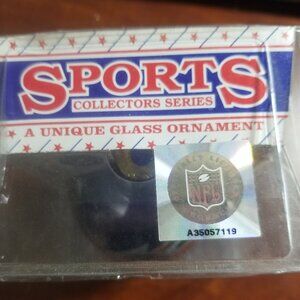 SPORTS
COLLECTORS SERIES
A UNIQUE GLASS ORNAMENT
NFL
A35057119